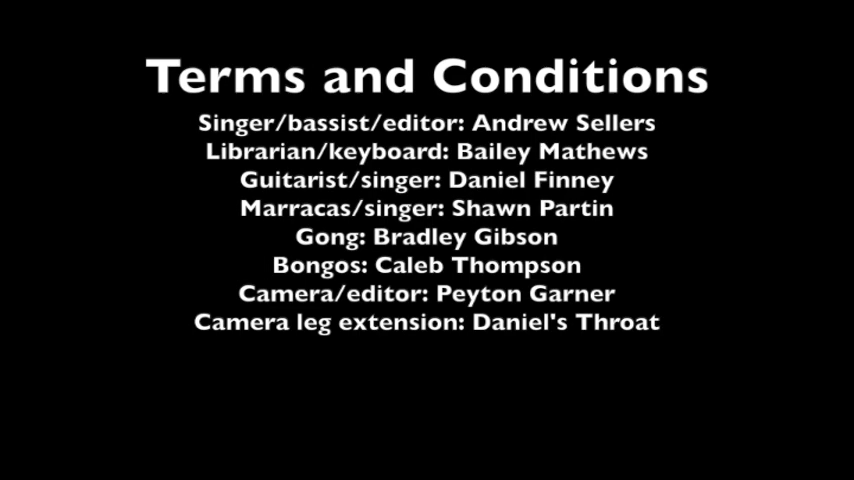 Terms and Conditions
Singer/bassist/editor: Andrew Sellers
Librarian/keyboard: Bailey Mathews
Guitarist/singer: Daniel Finney
Marracas/singer: Shawn Partin
Gong: Bradley Gibson
Bongos: Caleb Thompson
Camera/editor: Peyton Garner
Camera leg extension: Daniel's Throat